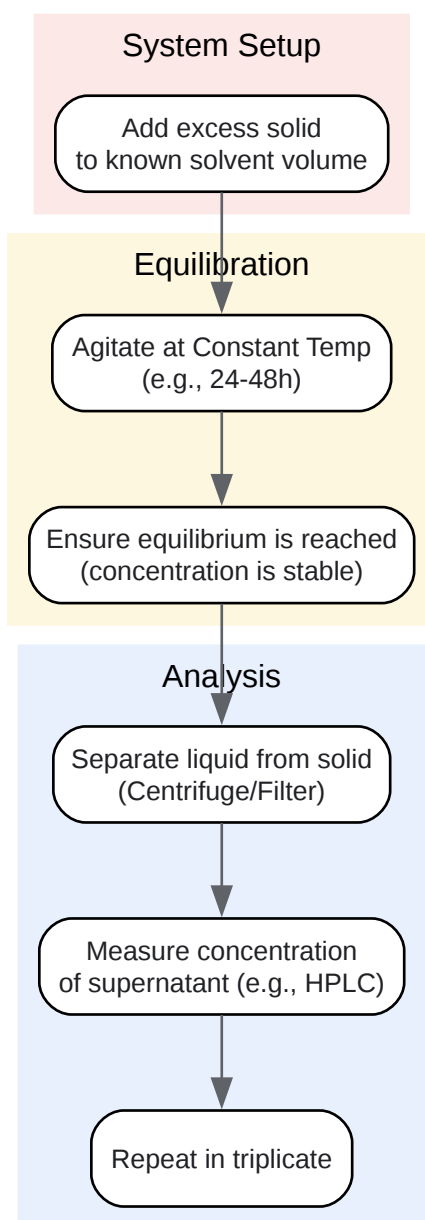 System Setup
Add excess solid
to known solvent volume
Equilibration
Agitate at Constant Temp
(e.g., 24-48h)
Ensure equilibrium is reached
(concentration is stable)
Analysis
Separate liquid from solid
(Centrifuge/Filter)
Measure concentration
of supernatant (e.g., HPLC)
Repeat in triplicate